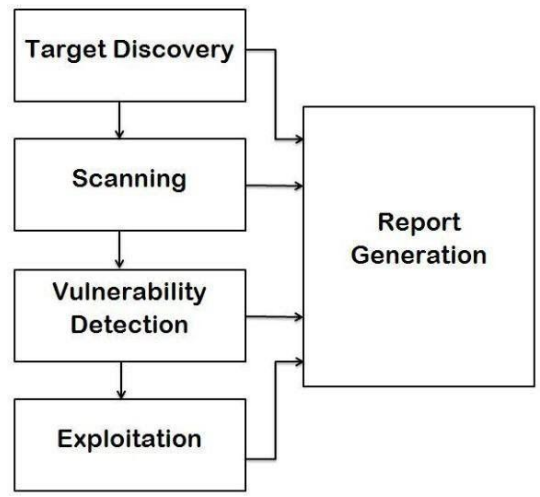 Target Discovery
Scanning
Vulnerability
Detection
Exploitation
Report
Generation